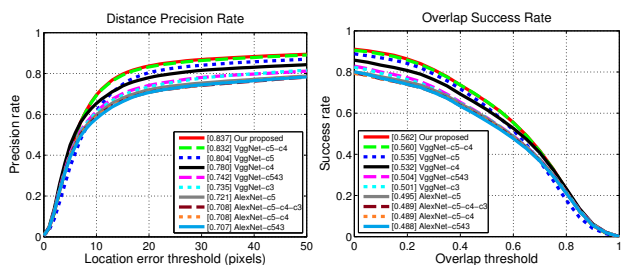 Distance Precision Rate
1
0.8
0.6
0.4
0.2
0
Precision rate
[0.837] Our proposed
[0.832] VggNet-c5-c4
[0.804] VggNet-c5
[0.780] VggNet-c4
[0.742] VggNet-c543
[0.735] VggNet-c3
[0.721] AlexNet-c5
[0.708] AlexNet-c5-c4-c3
[0.708] AlexNet-c5-c4
[0.707] AlexNet-c543
0 10 20 30 40 50
Location error threshold (pixels)
Overlap Success Rate
1
0.8
0.6
0.4
0.2
0
Success rate
[0.562] Our proposed
[0.560] VggNet-c5-c4
[0.535] VggNet-c5
[0.532] VggNet-c4
[0.504] VggNet-c543
[0.501] VggNet-c3
[0.495] AlexNet-c5
[0.489] AlexNet-c5-c4-c3
[0.489] AlexNet-c5-c4
[0.488] AlexNet-c543
0 0.2 0.4 0.6 0.8 1
Overlap threshold